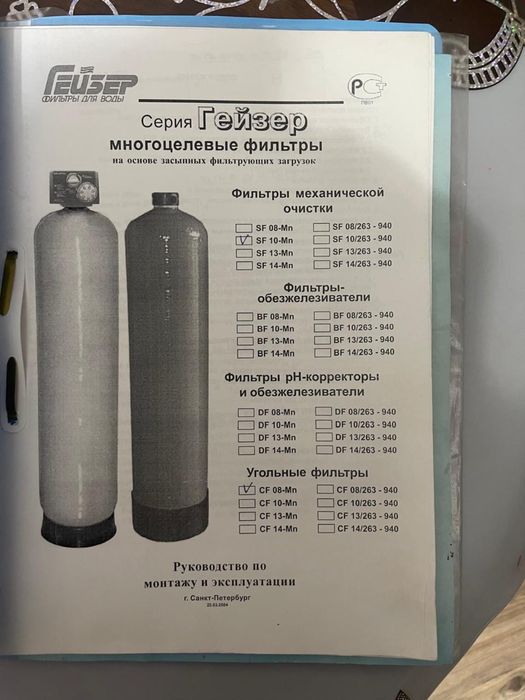 ГЕЙЗЕР
ФИЛЬТРЫ ДЛЯ ВОДЫ
РСТ
ПВ01
Серия Гейзер
многоцелевые фильтры
на основе засыпных фильтрующих загрузок
Фильтры механической
очистки
SF 08-Mn SF 08/263 - 940
SF 10-Mn SF 10/263 - 940
SF 13-Mn SF 13/263 - 940
SF 14-Mn SF 14/263 - 940
Фильтры-
обезжелезиватели
BF 08-Mn BF 08/263 - 940
BF 10-Mn BF 10/263 - 940
BF 13-Mn BF 13/263 - 940
BF 14-Mn BF 14/263 - 940
Фильтры pH-корректоры
и обезжелезиватели
DF 08-Mn DF 08/263 - 940
DF 10-Mn DF 10/263 - 940
DF 13-Mn DF 13/263 - 940
DF 14-Mn DF 14/263 - 940
Угольные фильтры
CF 08-Mn CF 08/263 - 940
CF 10-Mn CF 10/263 - 940
CF 13-Mn CF 13/263 - 940
CF 14-Mn CF 14/263 - 940
Руководство по
монтажу и эксплуатации
г. Санкт-Петербург
25.03.2004